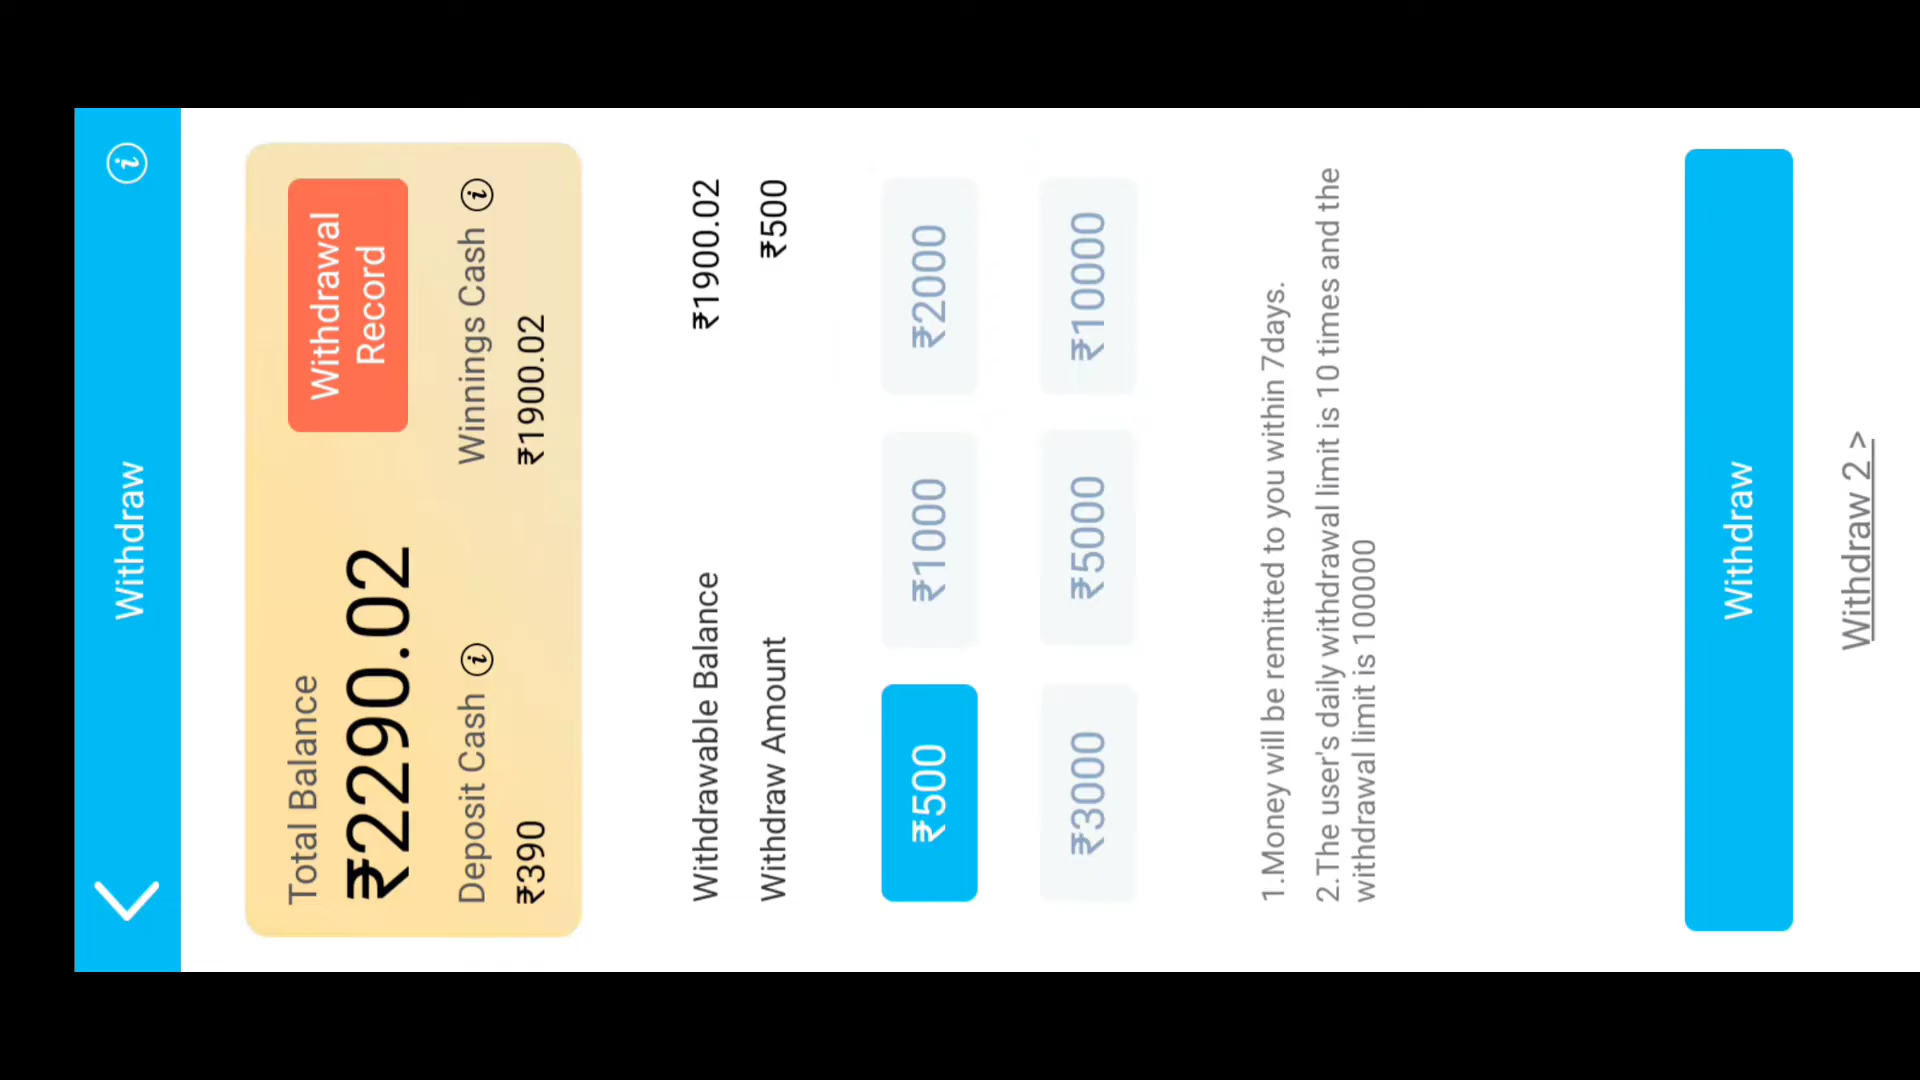 Withdraw
Total Balance
₹2290.02
Withdrawal
Record
Deposit Cash
Winnings Cash
₹390
₹1900.02
Withdrawable Balance
₹1900.02
Withdraw Amount
₹500
₹500
₹1000
₹2000
₹3000
₹5000
₹10000
1.Money will be remitted to you within 7days.
2.The user's daily withdrawal limit is 10 times and the
withdrawal limit is 100000
Withdraw
Withdraw 2 >